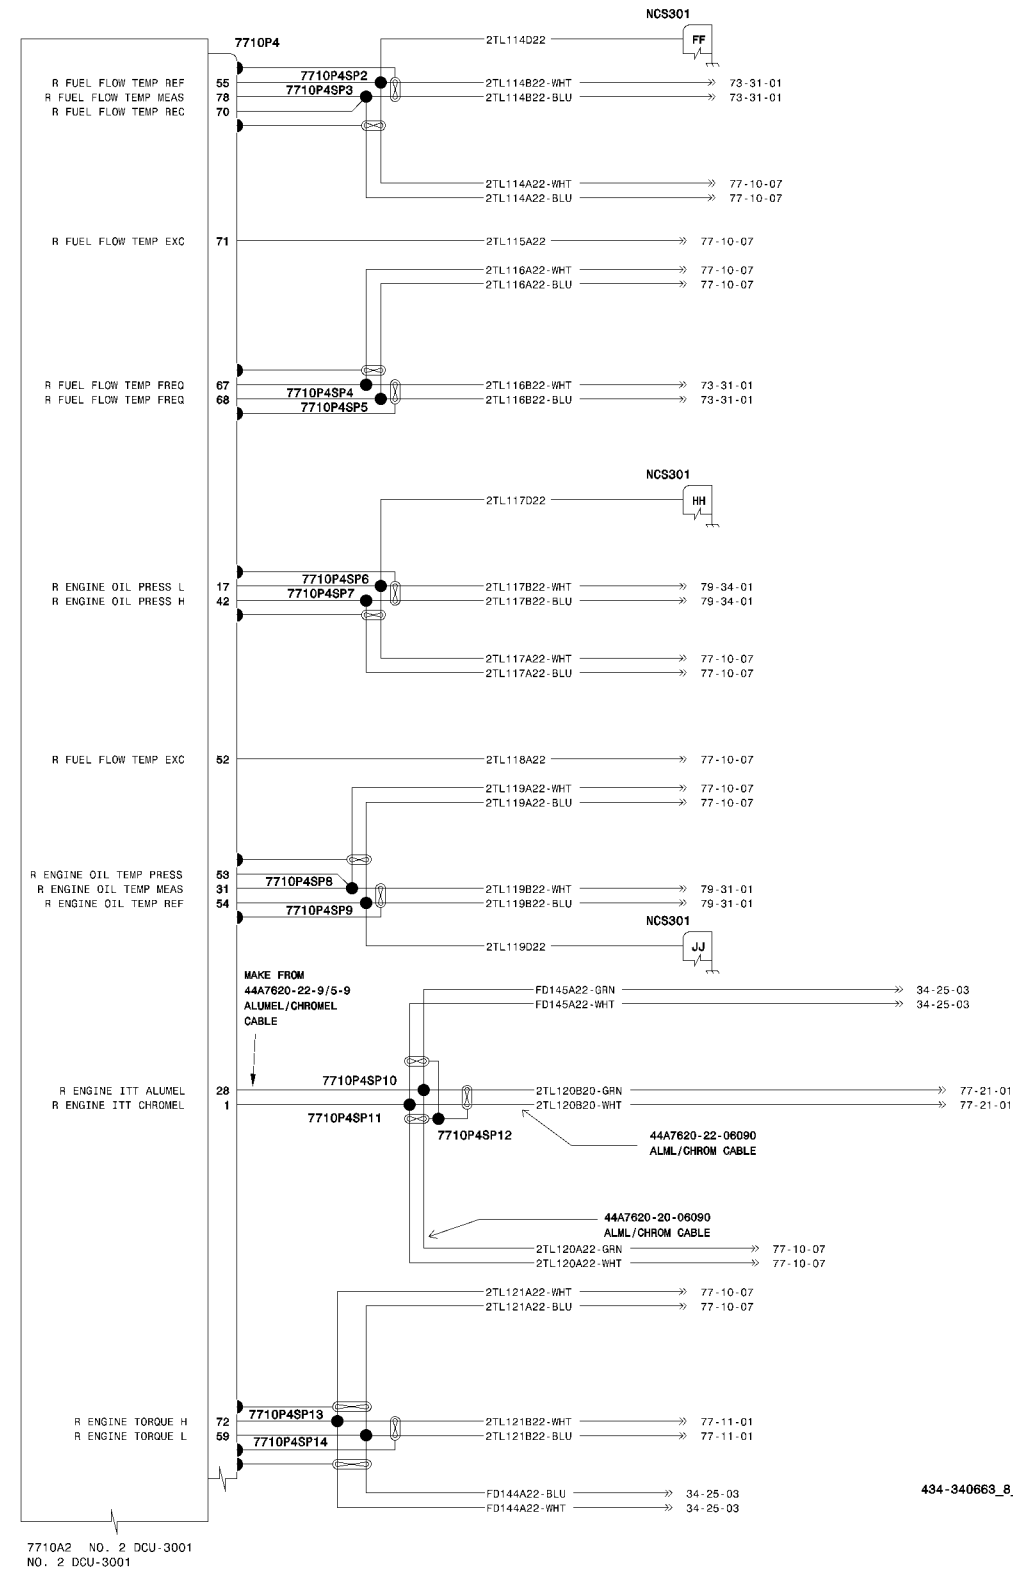 NCS301
7710P4
2TL114D22
FF
7710P4SP2
R FUEL FLOW TEMP REF 55 2TL114B22-WHT 73-31-01
7710P4SP3
R FUEL FLOW TEMP MEAS 78 2TL114B22-BLU 73-31-01
R FUEL FLOW TEMP REC 70
2TL114A22-WHT 77-10-07
2TL114A22-BLU 77-10-07
R FUEL FLOW TEMP EXC 71 2TL115A22 77-10-07
2TL116A22-WHT 77-10-07
2TL116A22-BLU 77-10-07
R FUEL FLOW TEMP FREQ 67 2TL116B22-WHT 73-31-01
7710P4SP4
R FUEL FLOW TEMP FREQ 68 2TL116B22-BLU 73-31-01
7710P4SP5
NCS301
2TL117D22
HH
7710P4SP6
R ENGINE OIL PRESS L 17 2TL117B22-WHT 79-34-01
7710P4SP7
R ENGINE OIL PRESS H 42 2TL117B22-BLU 79-34-01
2TL117A22-WHT 77-10-07
2TL117A22-BLU 77-10-07
R FUEL FLOW TEMP EXC 52 2TL118A22 77-10-07
2TL119A22-WHT 77-10-07
2TL119A22-BLU 77-10-07
R ENGINE OIL TEMP PRESS 53
7710P4SP8
R ENGINE OIL TEMP MEAS 31 2TL119B22-WHT 79-31-01
R ENGINE OIL TEMP REF 54 2TL119B22-BLU 79-31-01
7710P4SP9
NCS301
2TL119D22
JJ
MAKE FROM
44A7620-22-9/5-9
ALUMEL/CHROMEL
CABLE
FD145A22-GRN 34-25-03
FD145A22-WHT 34-25-03
7710P4SP10
R ENGINE ITT ALUMEL 28 2TL120B20-GRN 77-21-01
R ENGINE ITT CHROMEL 1 2TL120B20-WHT 77-21-01
7710P4SP11
7710P4SP12
44A7620-22-06090
ALML/CHROM CABLE
44A7620-20-06090
ALML/CHROM CABLE
2TL120A22-GRN 77-10-07
2TL120A22-WHT 77-10-07
2TL121A22-WHT 77-10-07
2TL121A22-BLU 77-10-07
7710P4SP13
R ENGINE TORQUE H 72 2TL121B22-WHT 77-11-01
R ENGINE TORQUE L 59 2TL121B22-BLU 77-11-01
7710P4SP14
FD144A22-BLU 34-25-03
FD144A22-WHT 34-25-03
434-340663_8_
7710A2 NO. 2 DCU-3001
NO. 2 DCU-3001